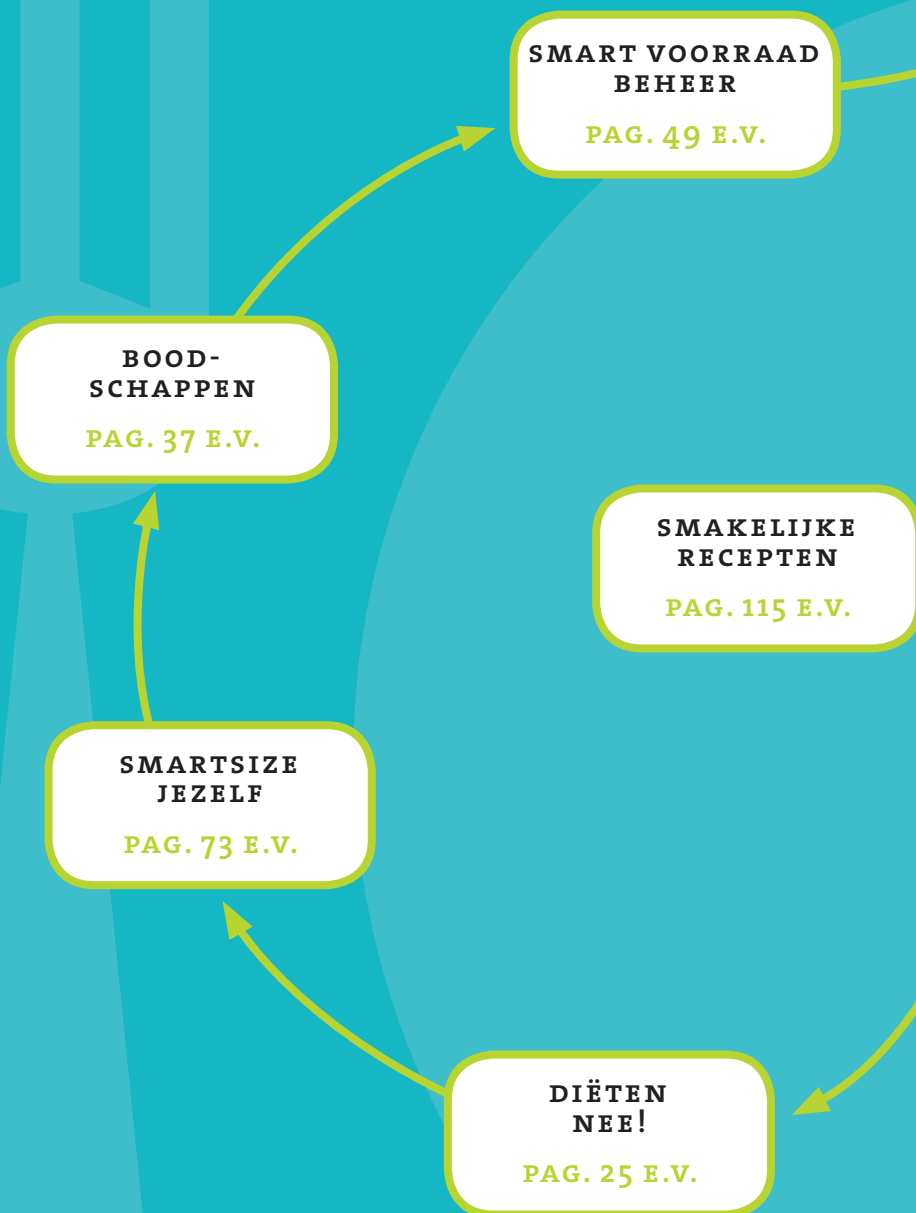 SMART VOORRAAD
BEHEER
PAG. 49 E.V.
BOOD-
SCHAPPEN
PAG. 37 E.V.
SMAKELIJKE
RECEPTEN
PAG. 115 E.V.
SMARTSIZE
JEZELF
PAG. 73 E.V.
DIËTEN
NEE!
PAG. 25 E.V.